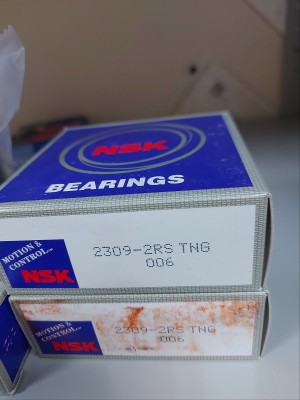 NSK
BEARINGS
MOTION &
CONTROL
NSK
2309-2RS TNG
006
MOTION &
CONTROL
NSK
2309-2RS TNG
006